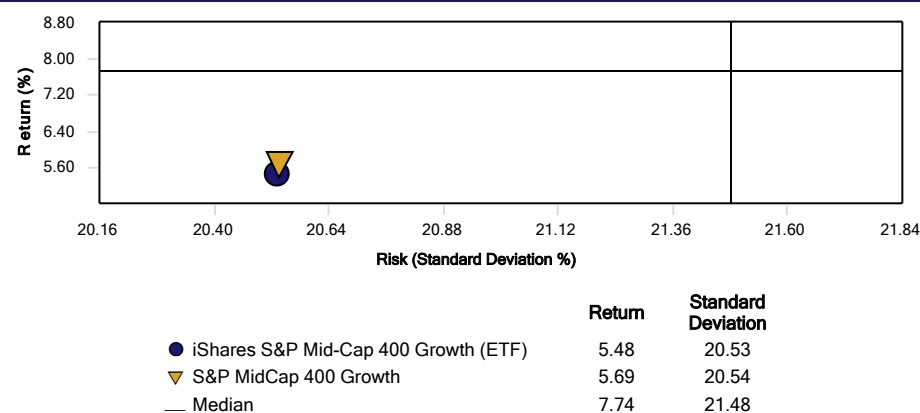 8.80
8.00
7.20
6.40
5.60
Return (%)
20.16 20.40 20.64 20.88 21.12 21.36 21.60 21.84
Risk (Standard Deviation %)
Return Standard Deviation
iShares S&P Mid-Cap 400 Growth (ETF) 5.48 20.53
S&P MidCap 400 Growth 5.69 20.54
Median 7.74 21.48